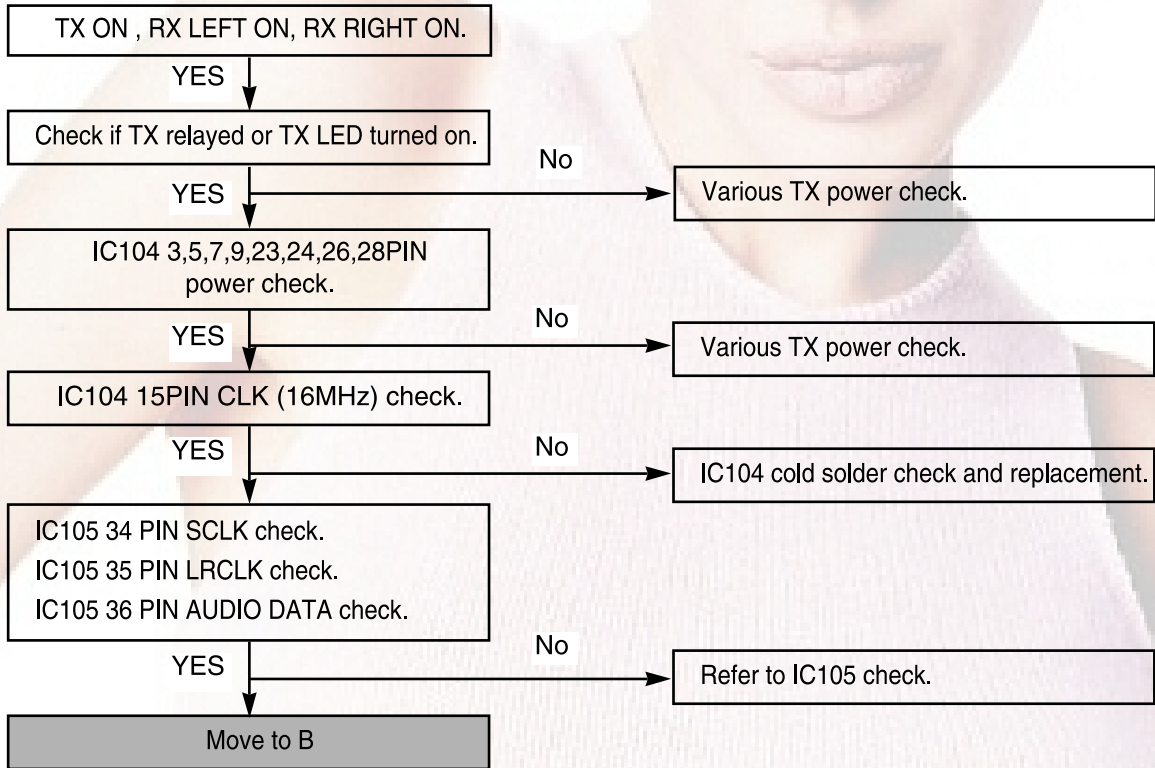 TX ON , RX LEFT ON, RX RIGHT ON.
YES
Check if TX relayed or TX LED turned on.
No
YES
Various TX power check.
IC104 3,5,7,9,23,24,26,28PIN
power check.
No
YES
Various TX power check.
IC104 15PIN CLK (16MHz) check.
No
YES
IC104 cold solder check and replacement.
IC105 34 PIN SCLK check.
IC105 35 PIN LRCLK check.
IC105 36 PIN AUDIO DATA check.
No
YES
Refer to IC105 check.
Move to B